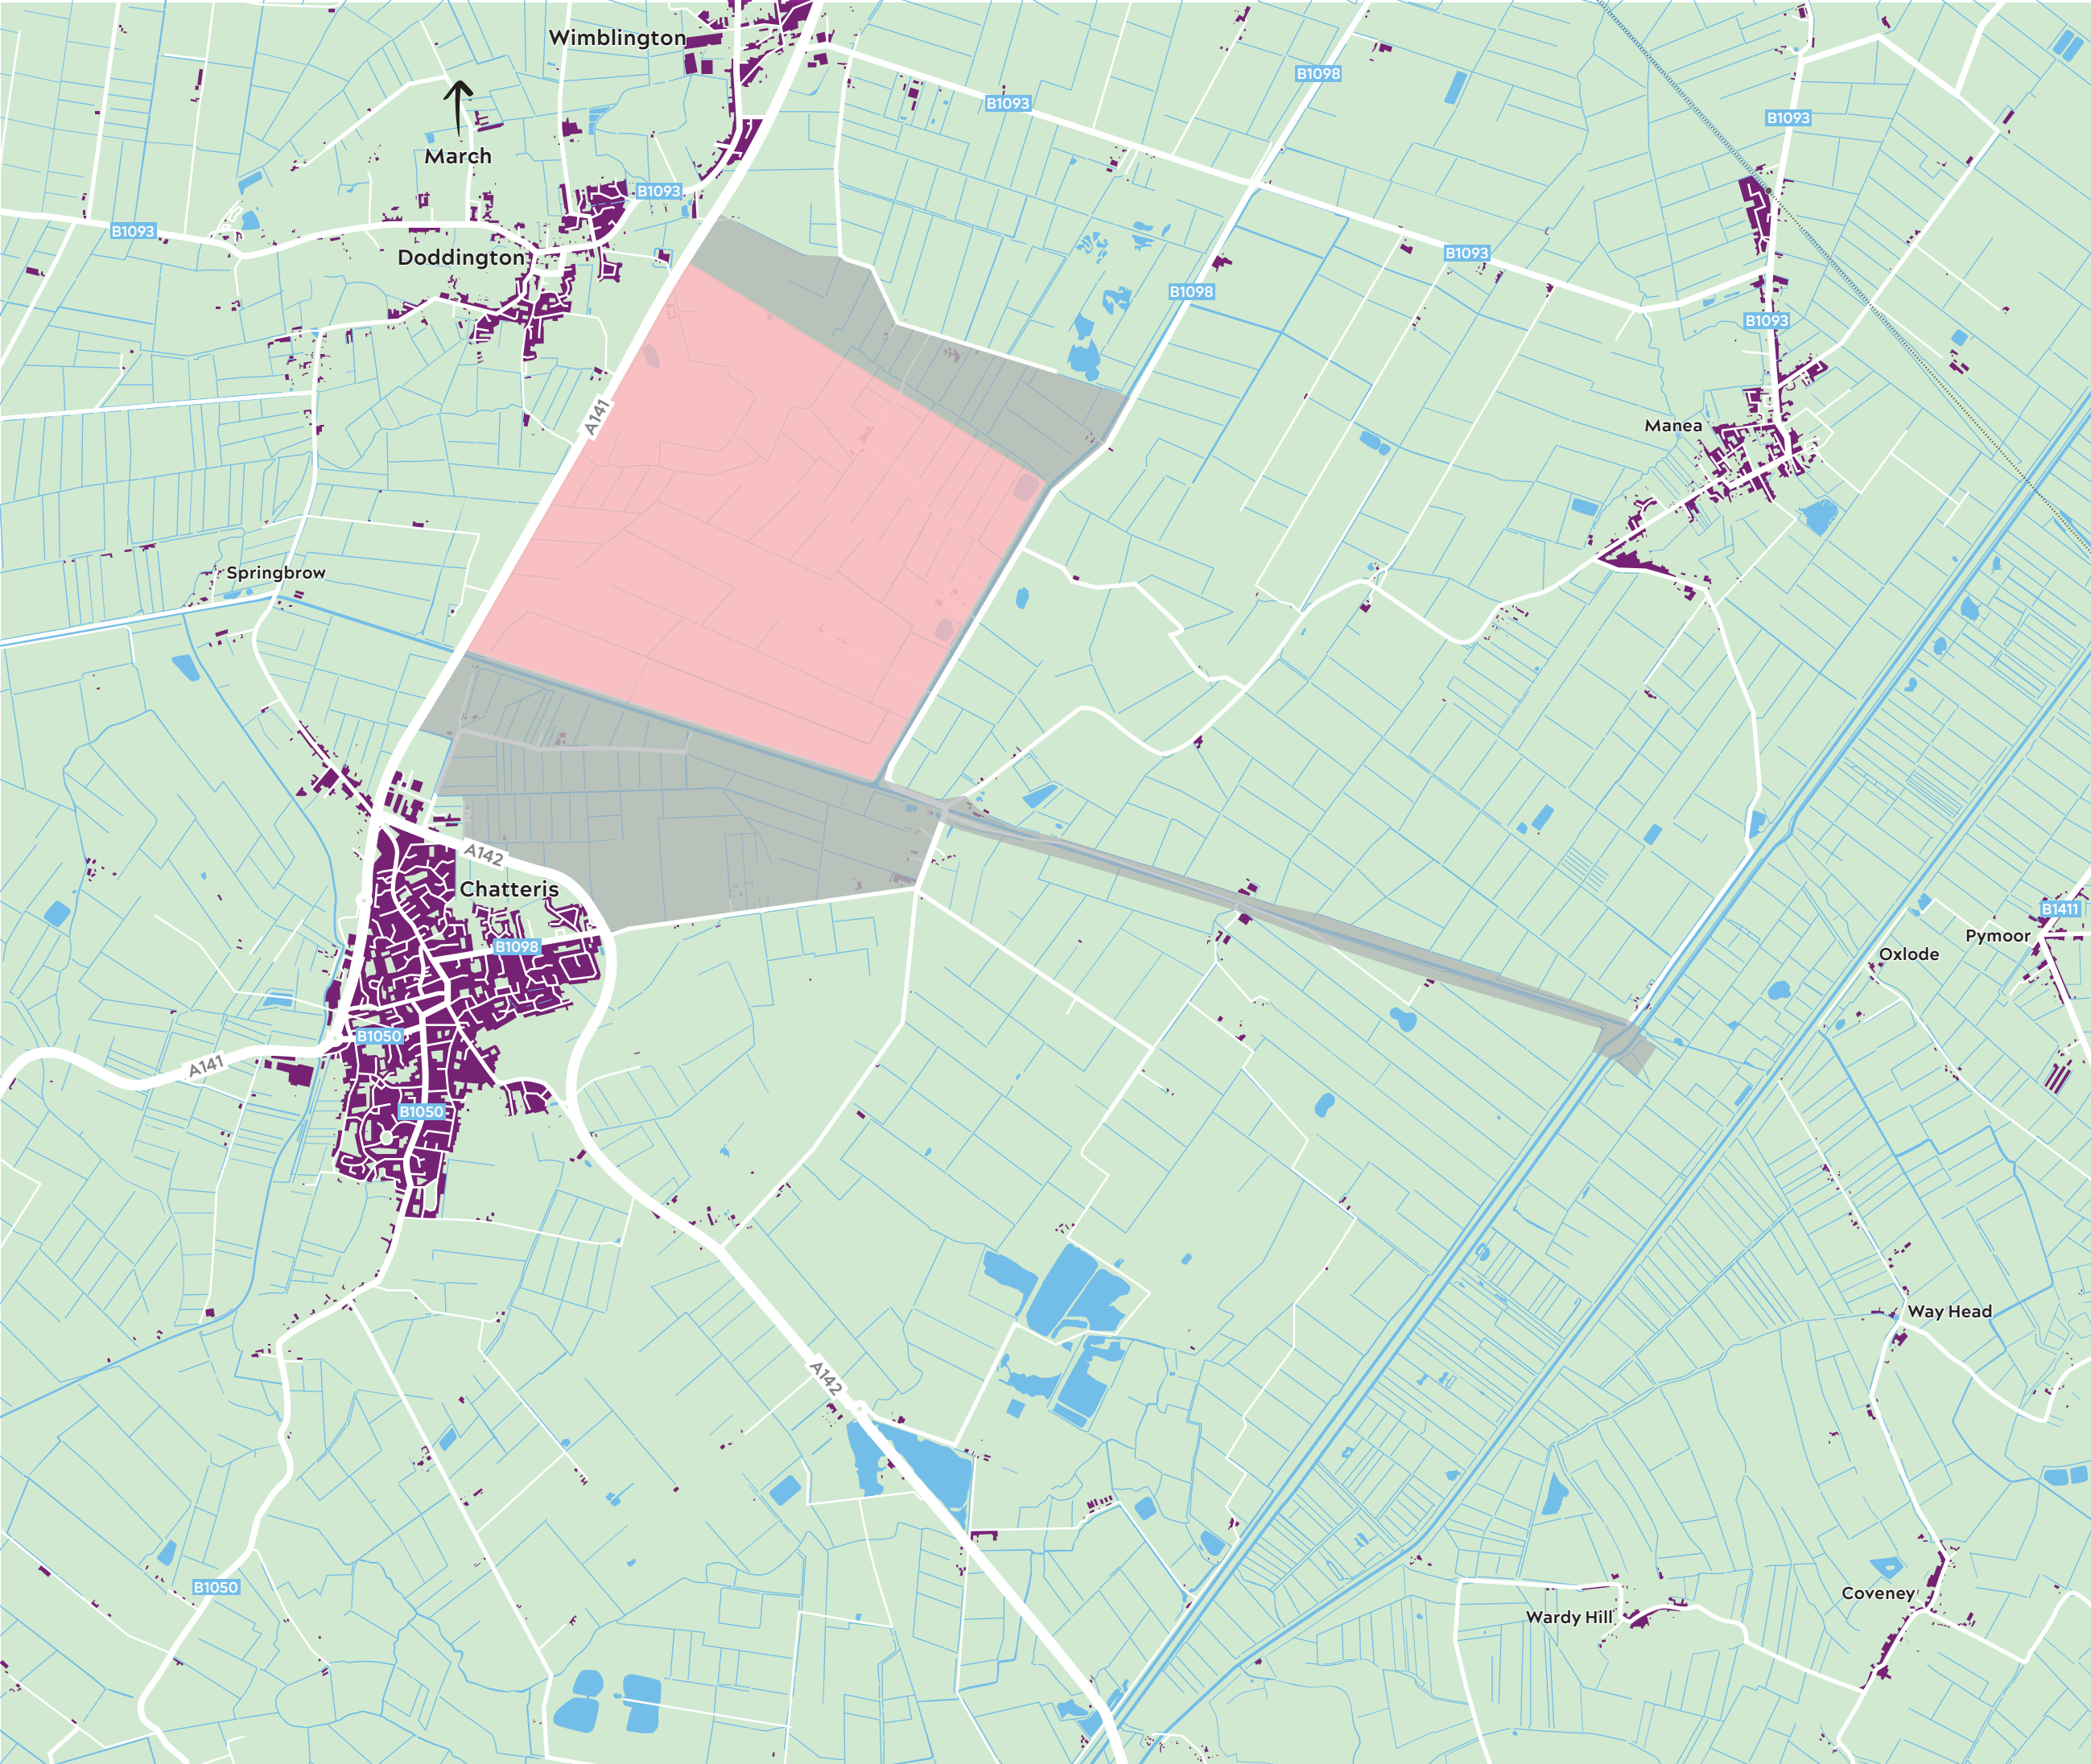 Wimblington
B1098
B1093
B1093
March
B1093
B1093
Doddington
B1093
B1098
B1093
A141
Manea
Springbrow
A142
Chatteris
B1411
Pymoor
B1098
Oxlode
B1050
A141
B1050
Way Head
A142
B1050
Coveney
Wardy Hill